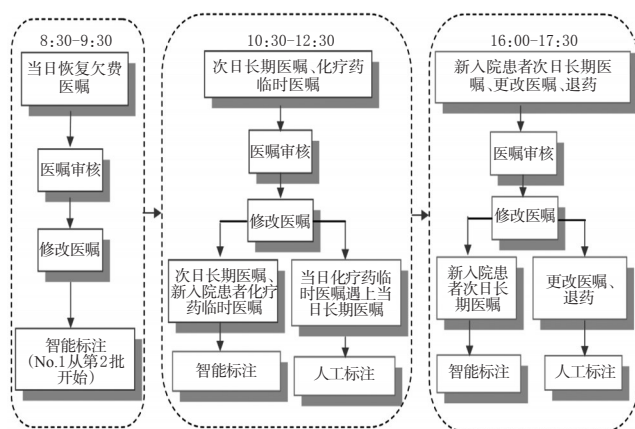 8:30-9:30
当日恢复欠费
医嘱
医嘱审核
修改医嘱
智能标注
(No.1从第2批
开始)
10:30-12:30
次日长期医嘱、化疗药
临时医嘱
医嘱审核
修改医嘱
次日长期医嘱、
新入院患者化疗
药临时医嘱
智能标注
当日化疗药临
时医嘱遇上当
日长期医嘱
人工标注
16:00-17:30
新入院患者次日长期医
嘱、更改医嘱、退药
医嘱审核
修改医嘱
新入院患
者次日长
期医嘱
智能标注
更改医嘱、
退药
人工标注